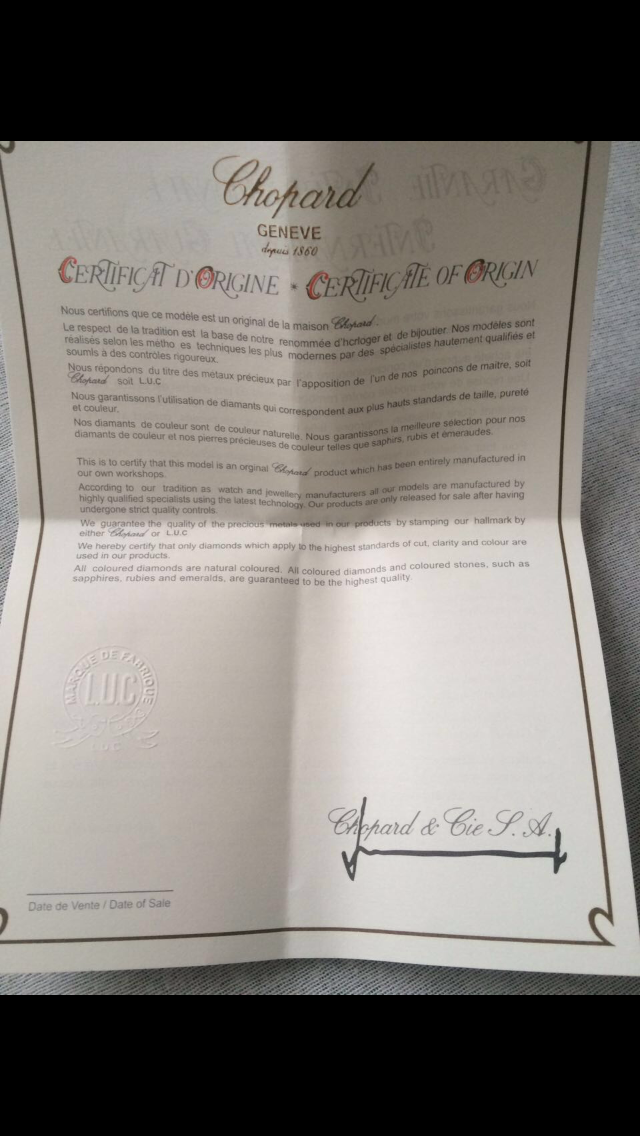 Chopard
GENEVE
depuis 1860
CERTIFICAT D'ORIGINE * CERTIFICATE OF ORIGIN
Nous certifions que ce modele est un original de la maison Chopard.
Le respect de la tradition est la base de notre renommée d'horloger et de bijoutier. Nos modèles sont
réalisés selon les métho es techniques les plus modernes par des spécialistes hautement qualifiés et
soumis à des contrôles rigoureux.
Nous répondons du titre des métaux précieux par l'apposition de l'un de nos poincons de maitre, soit
Chopard soit L.U.C
Nous garantissons l'utilisation de diamants qui correspondent aux plus hauts standards de taille, pureté
et couleur.
Nos diamants de couleur sont de couleur naturelle. Nous garantissons la meilleure sélection pour nos
diamants de couleur et nos pierres précieuses de couleur telles que saphirs, rubis et émeraudes.
This is to certify that this model is an orginal Chopard product which has been entirely manufactured in
our own workshops.
According to our tradition as watch and jewellery manufacturers all our models are manufactured by
highly qualified specialists using the latest technology. Our products are only released for sale after having
undergone strict quality controls.
We guarantee the quality of the precious metals used in our products by stamping our hallmark by
either Chopard or L.U.C
We hereby certify that only diamonds which apply to the highest standards of cut, clarity and colour are
used in our products.
All coloured diamonds are natural coloured. All coloured diamonds and coloured stones, such as
sapphires, rubies and emeralds, are guaranteed to be the highest quality.
MARQUE DE FABRIQUE
L.U.C
L.U.C
Chopard & Cie S.A.
Date de Vente / Date of Sale